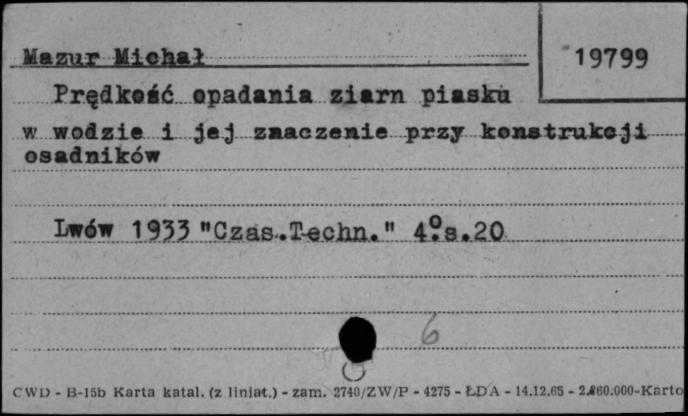 Mazur Michał
19799
Prędkość opadania ziarn piasku
w wodzie i jej znaczenie przy konstrukcji
osadników
Lwów 1933 "Czas.Techn." 4.°s.20
6
CWD - B-15b Karta katal. (z liniat.) - zam. 2740/ZW/P - 4275 - ŁDA - 14.12.65 - 2.860.000-Karto